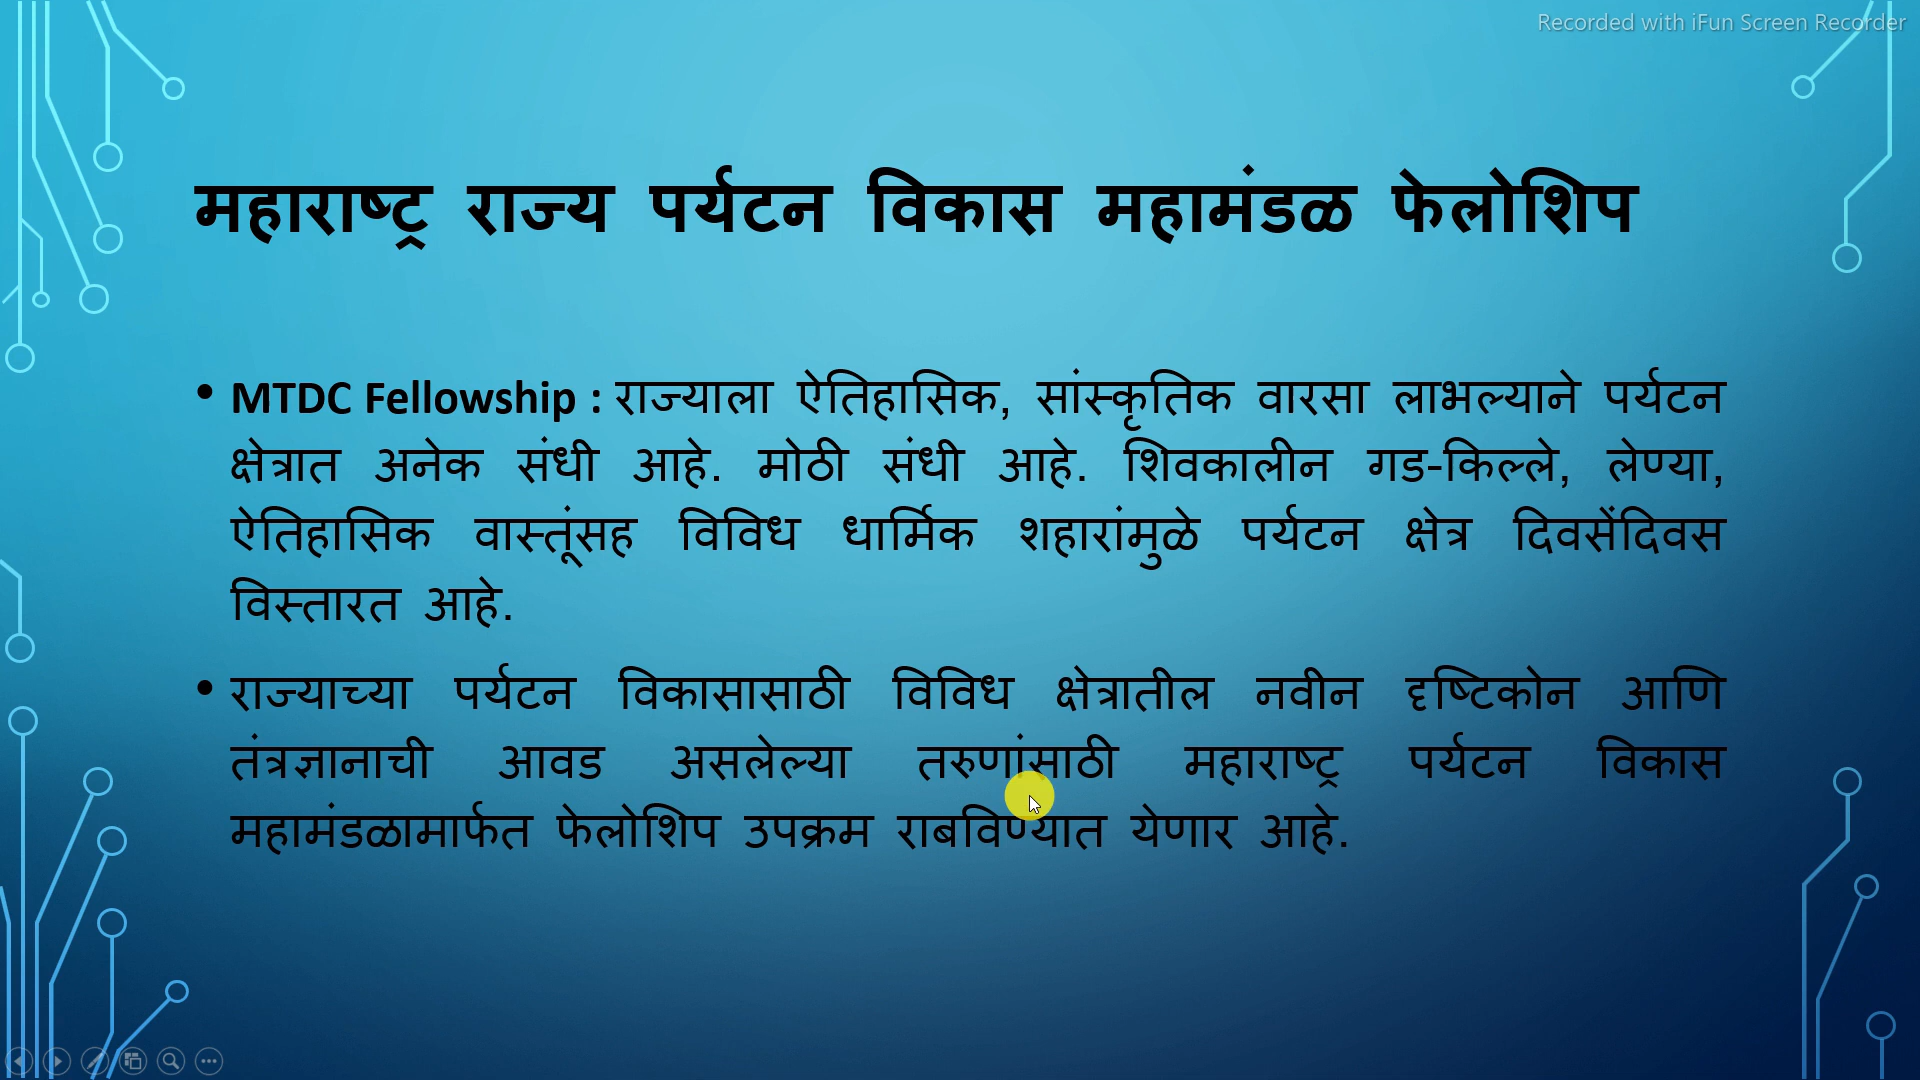 Recorded with iFun Screen Recorder
महाराष्ट्र राज्य पर्यटन विकास महामंडळ फेलोशिप
• MTDC Fellowship : राज्याला ऐतिहासिक, सांस्कृतिक वारसा लाभल्याने पर्यटन
क्षेत्रात अनेक संधी आहे. मोठी संधी आहे. शिवकालीन गड-किल्ले, लेण्या,
ऐतिहासिक वास्तूंसह विविध धार्मिक शहारांमुळे पर्यटन क्षेत्र दिवसेंदिवस
विस्तारत आहे.
• राज्याच्या पर्यटन विकासासाठी विविध क्षेत्रातील नवीन दृष्टिकोन आणि
तंत्रज्ञानाची आवड असलेल्या तरुणांसाठी महाराष्ट्र पर्यटन विकास
महामंडळामार्फत फेलोशिप उपक्रम राबविण्यात येणार आहे.